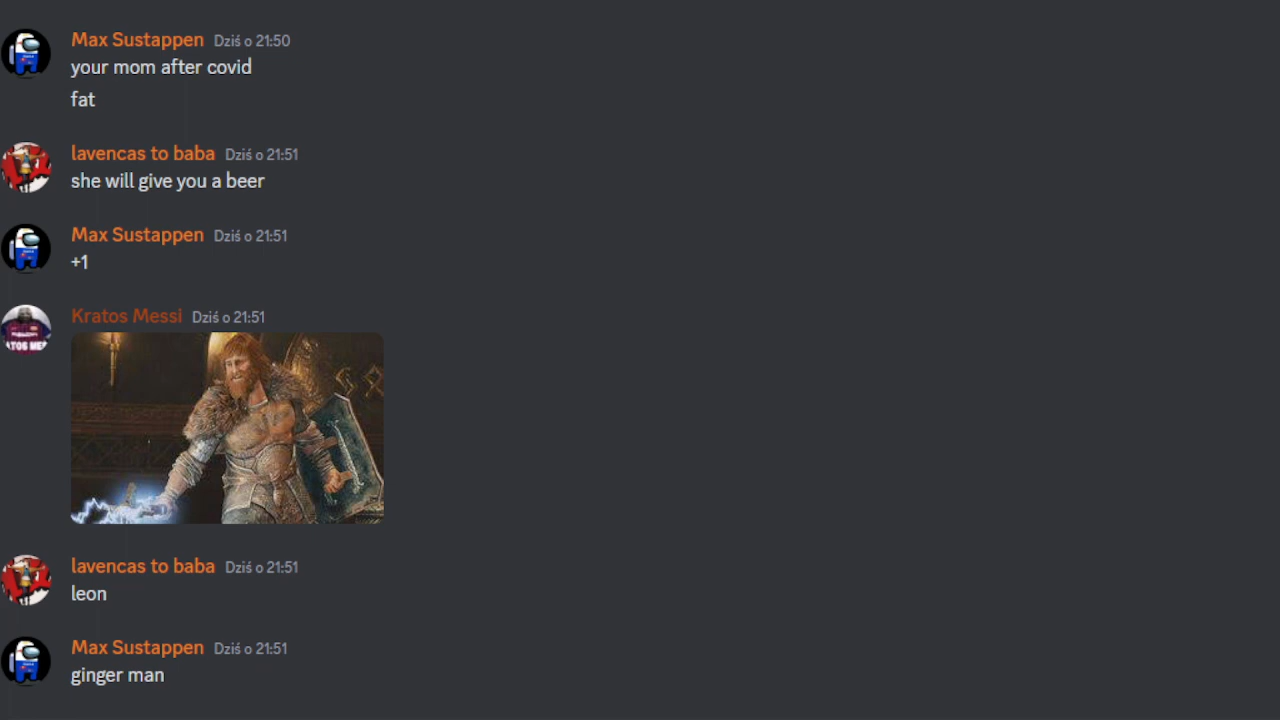 Max Sustappen Dziś o 21:50
your mom after covid
fat
lavencas to baba Dziś o 21:51
she will give you a beer
Max Sustappen Dziś o 21:51
+1
Kratos Messi Dziś o 21:51
leon
lavencas to baba Dziś o 21:51
Max Sustappen Dziś o 21:51
ginger man